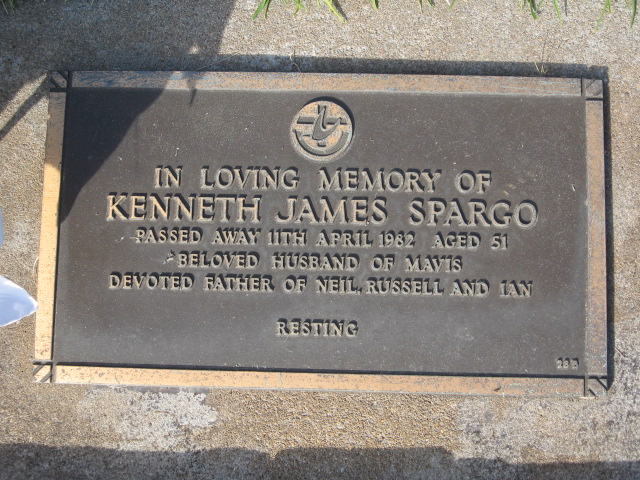 IN LOVING MEMORY OF
KENNETH JAMES SPARGO
PASSED AWAY 11TH APRIL 1982 AGED 51
BELOVED HUSBAND OF MAVIS
DEVOTED FATHER OF NEIL, RUSSELL AND IAN
RESTING